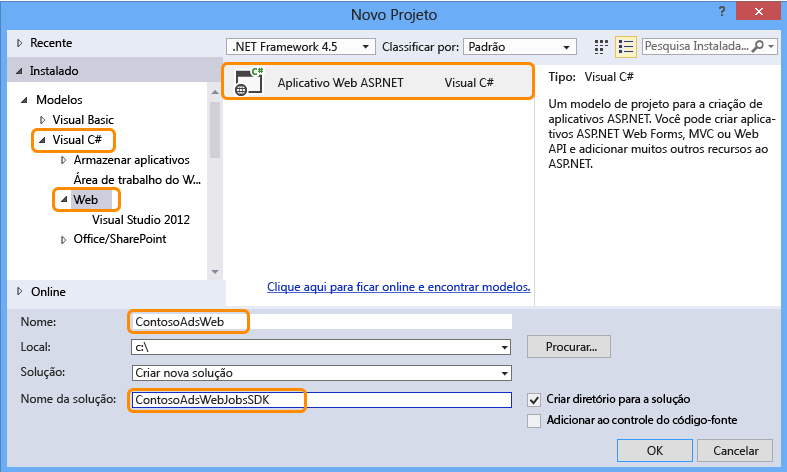 Novo Projeto
?
Recente
.NET Framework 4.5
Classificar por: Padrão
Pesquisa Instalada...
Instalado
Modelos
Visual Basic
Visual C#
Armazenar aplicativos
Área de trabalho do W...
Web
Visual Studio 2012
Office/SharePoint
Online
C#
Aplicativo Web ASP.NET Visual C#
Clique aqui para ficar online e encontrar modelos.
Tipo: Visual C#
Um modelo de projeto para a criação de
aplicativos ASP.NET. Você pode criar aplica-
tivos ASP.NET Web Forms, MVC ou Web
API e adicionar muitos outros recursos ao
ASP.NET.
Nome: ContosoAdsWeb
Local: c:\ Procurar...
Solução: Criar nova solução
Nome da solução: ContosoAdsWebJobsSDK
Criar diretório para a solução
Adicionar ao controle do código-fonte
OK Cancelar